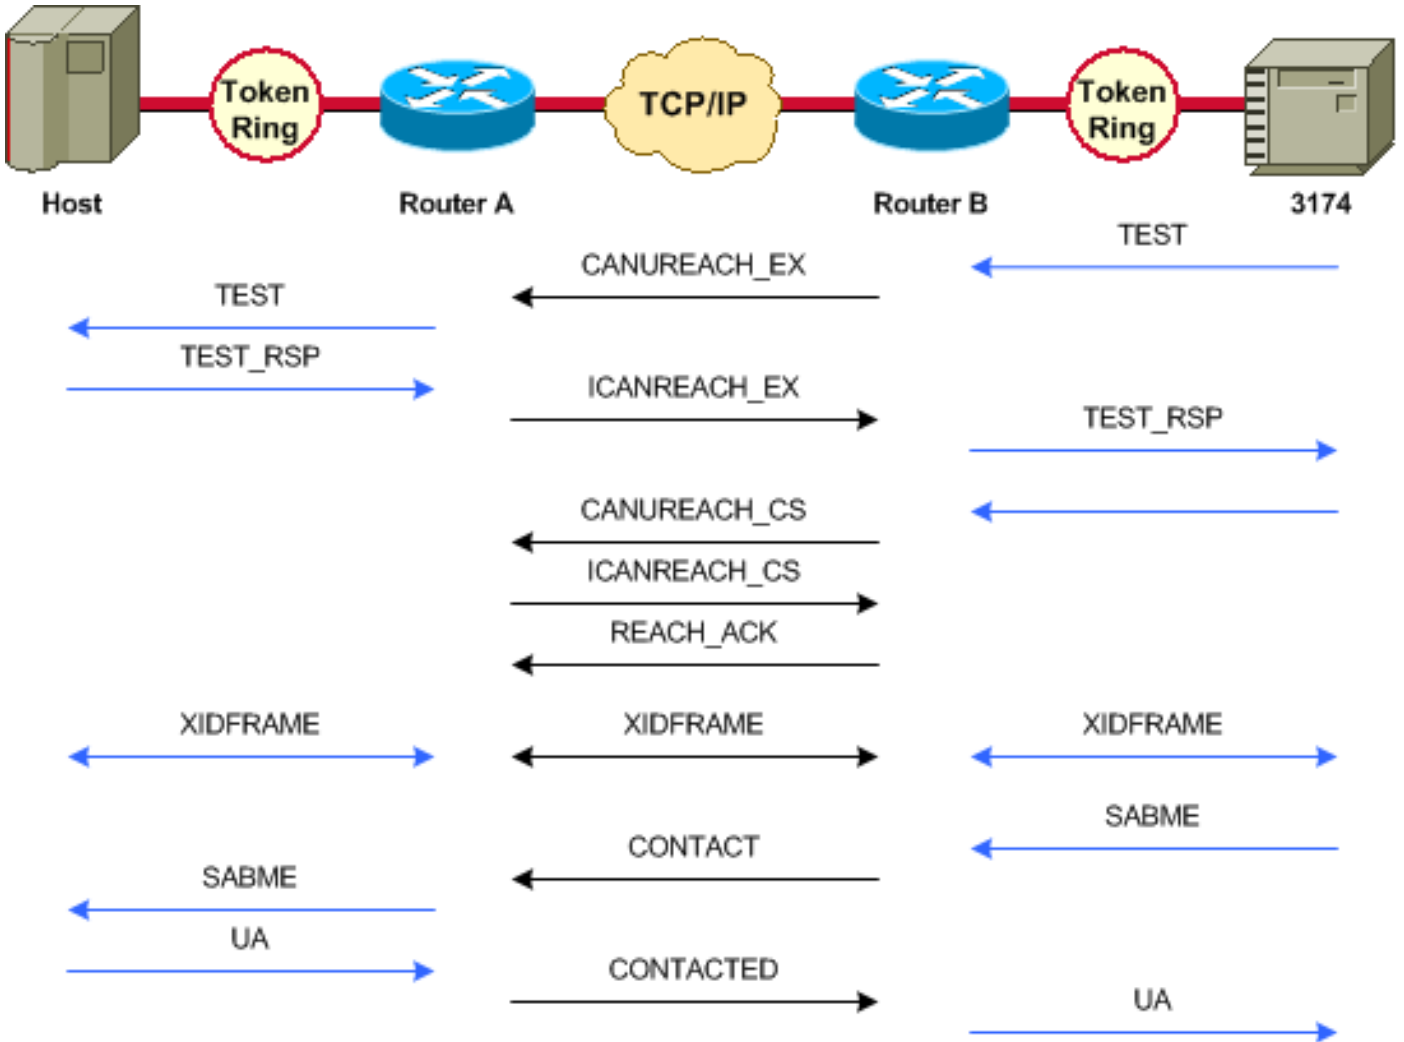 Token
Ring
TCP/IP
Token
Ring
Host
Router A
Router B
3174
TEST
CANUREACH_EX
TEST
TEST_RSP
ICANREACH_EX
TEST_RSP
CANUREACH_CS
ICANREACH_CS
REACH_ACK
XIDFRAME
XIDFRAME
XIDFRAME
SABME
CONTACT
SABME
UA
CONTACTED
UA